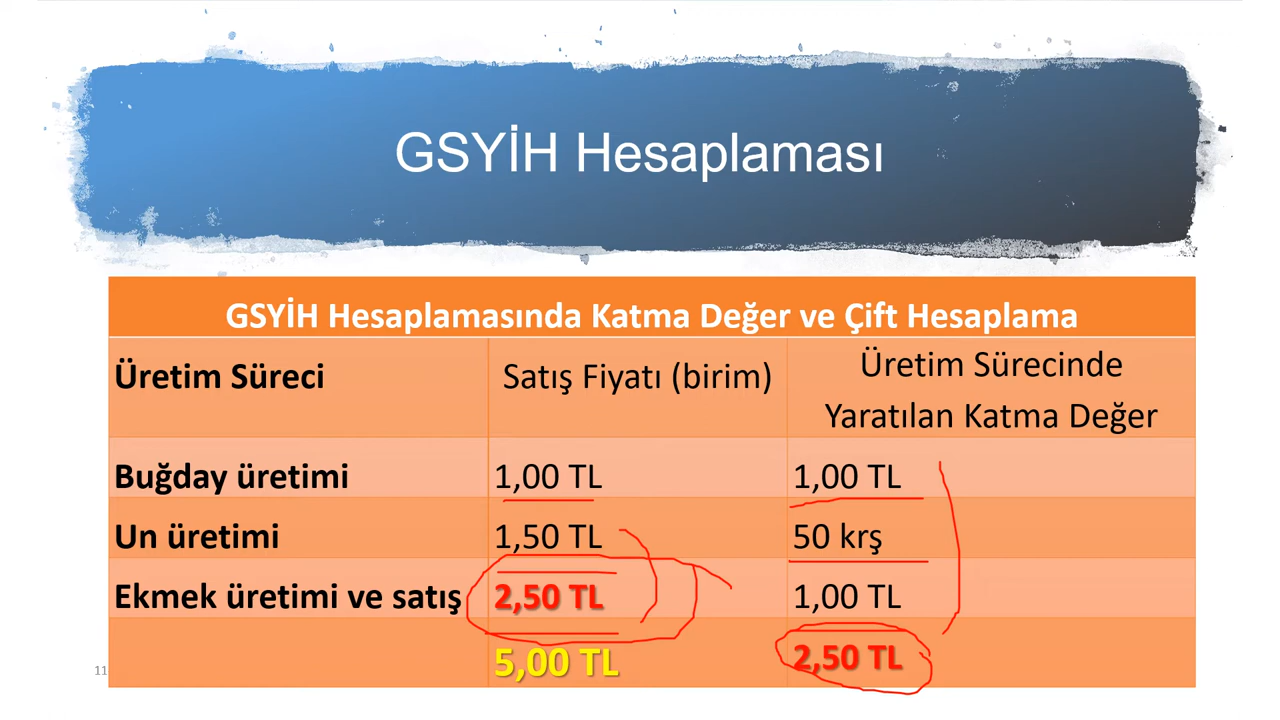 GSYİH Hesaplaması
GSYİH Hesaplamasında Katma Değer ve Çift Hesaplama
Üretim Süreci
Satış Fiyatı (birim)
Üretim Sürecinde
Yaratılan Katma Değer
Buğday üretimi 1,00 TL 1,00 TL
Un üretimi 1,50 TL 50 krş
Ekmek üretimi ve satış 2,50 TL 1,00 TL
5,00 TL 2,50 TL
11